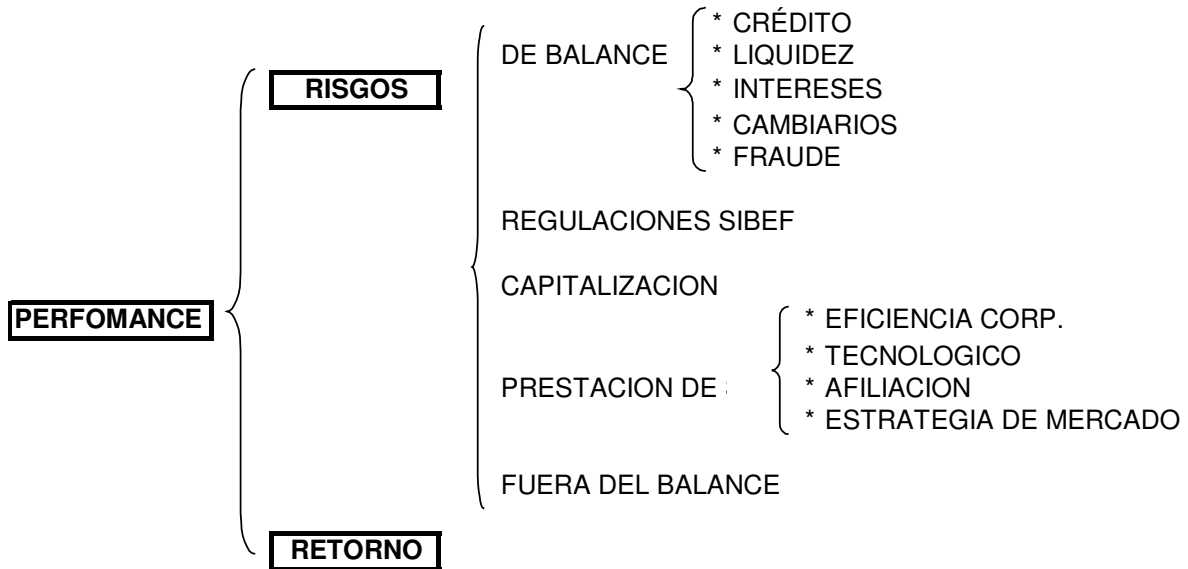 PERFOMANCE
RISGOS
DE BALANCE
* CRÉDITO
* LIQUIDEZ
* INTERESES
* CAMBIARIOS
* FRAUDE
REGULACIONES SIBEF
CAPITALIZACION
PRESTACION DE
* EFICIENCIA CORP.
* TECNOLOGICO
* AFILIACION
* ESTRATEGIA DE MERCADO
FUERA DEL BALANCE
RETORNO